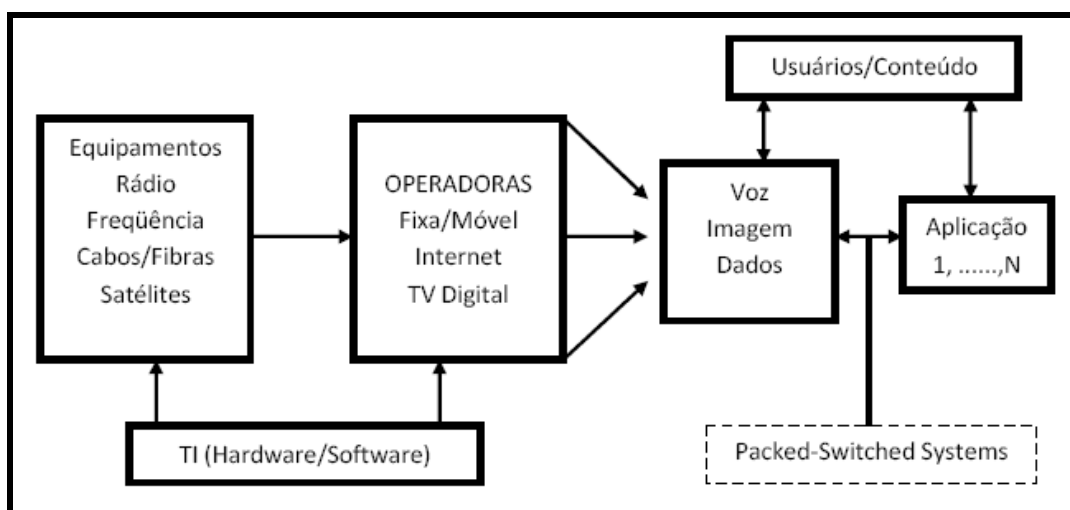 Usuários/Conteúdo
Equipamentos
Rádio
Freqüência
Cabos/Fibras
Satélites
OPERADORAS
Fixa/Móvel
Internet
TV Digital
Voz
Imagem
Dados
Aplicação
1, ......,N
TI (Hardware/Software)
Packed-Switched Systems